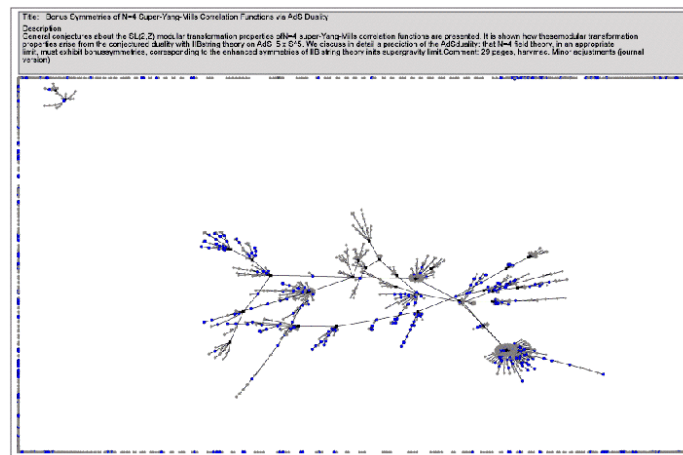 Title: Bonus Symmetries of N=4 Super-Yang-Mills Correlation Functions via AdS Duality
Description
General conjectures about the SL(2,Z) modular transformation properties ofN=4 super-Yang-Mills correlation functions are presented. It is shown how thesemodular transformation
properties arise from the conjectured duality with IIBstring theory on AdS_5 x S^5. We discuss in detail a prediction of the AdSduality: that N=4 field theory, in an appropriate
limit, must exhibit bonussymmetries, corresponding to the enhanced symmetries of IIB string theory inits supergravity limit.Comment: 29 pages, harvmac. Minor adjustments (journal
version)